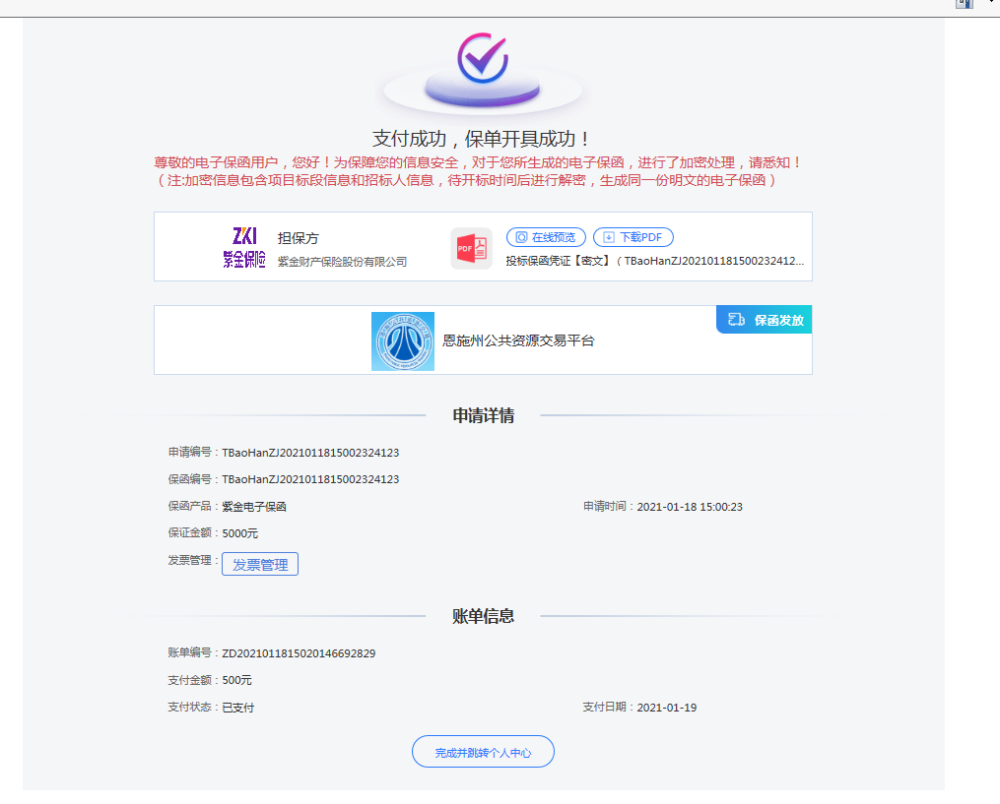 支付成功，保单开具成功！
尊敬的电子保函用户，您好！为保障您的信息安全，对于您所生成的电子保函，进行了加密处理，请悉知！
（注:加密信息包含项目标段信息和招标人信息，待开标时间后进行解密，生成同一份明文的电子保函）
ZKI
紫金保险
担保方
紫金财产保险股份有限公司
PDF
在线预览 下载PDF
投标保函凭证【密文】（TBaoHanZJ202101181500232412...
保函发放
恩施州公共资源交易平台
申请详情
申请编号：TBaoHanZJ2021011815002324123
保函编号：TBaoHanZJ2021011815002324123
保函产品：紫金电子保函 申请时间：2021-01-18 15:00:23
保证金额：5000元
发票管理：发票管理
账单信息
账单编号：ZD2021011815020146692829
支付金额：500元
支付状态：已支付 支付日期：2021-01-19
完成并跳转个人中心